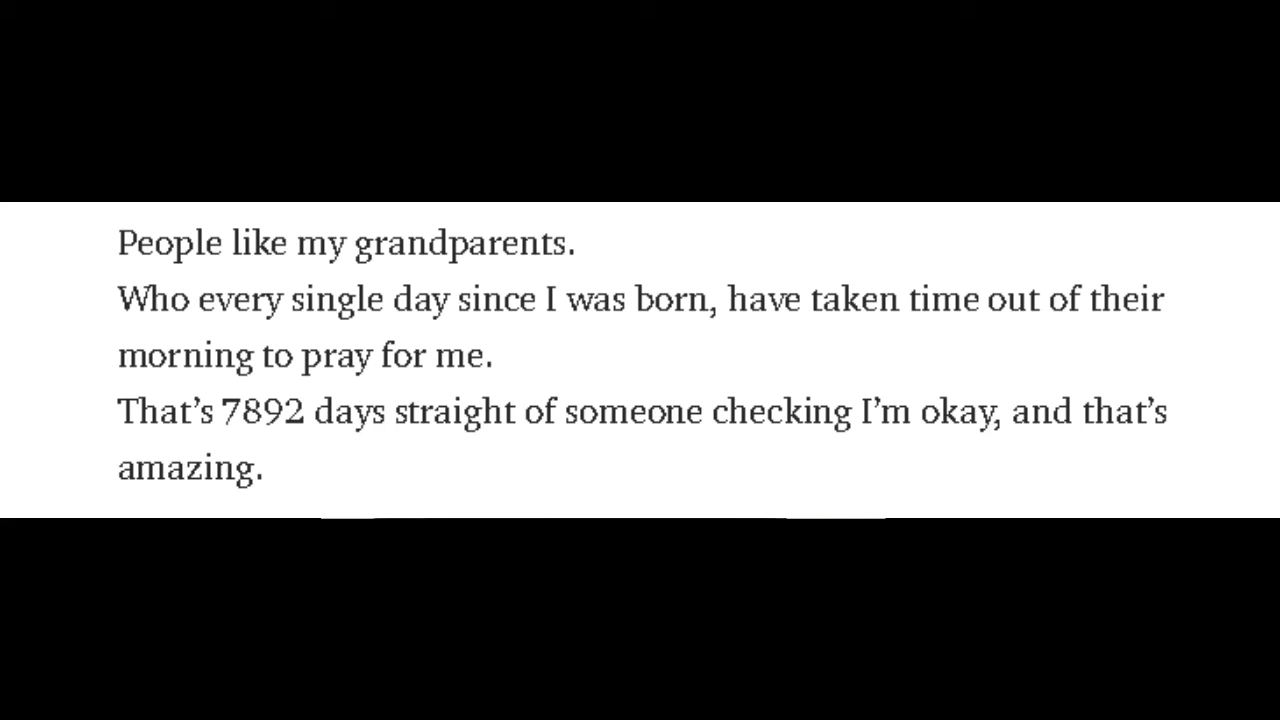 People like my grandparents.
Who every single day since I was born, have taken time out of their
morning to pray for me.
That’s 7892 days straight of someone checking I’m okay, and that’s
amazing.